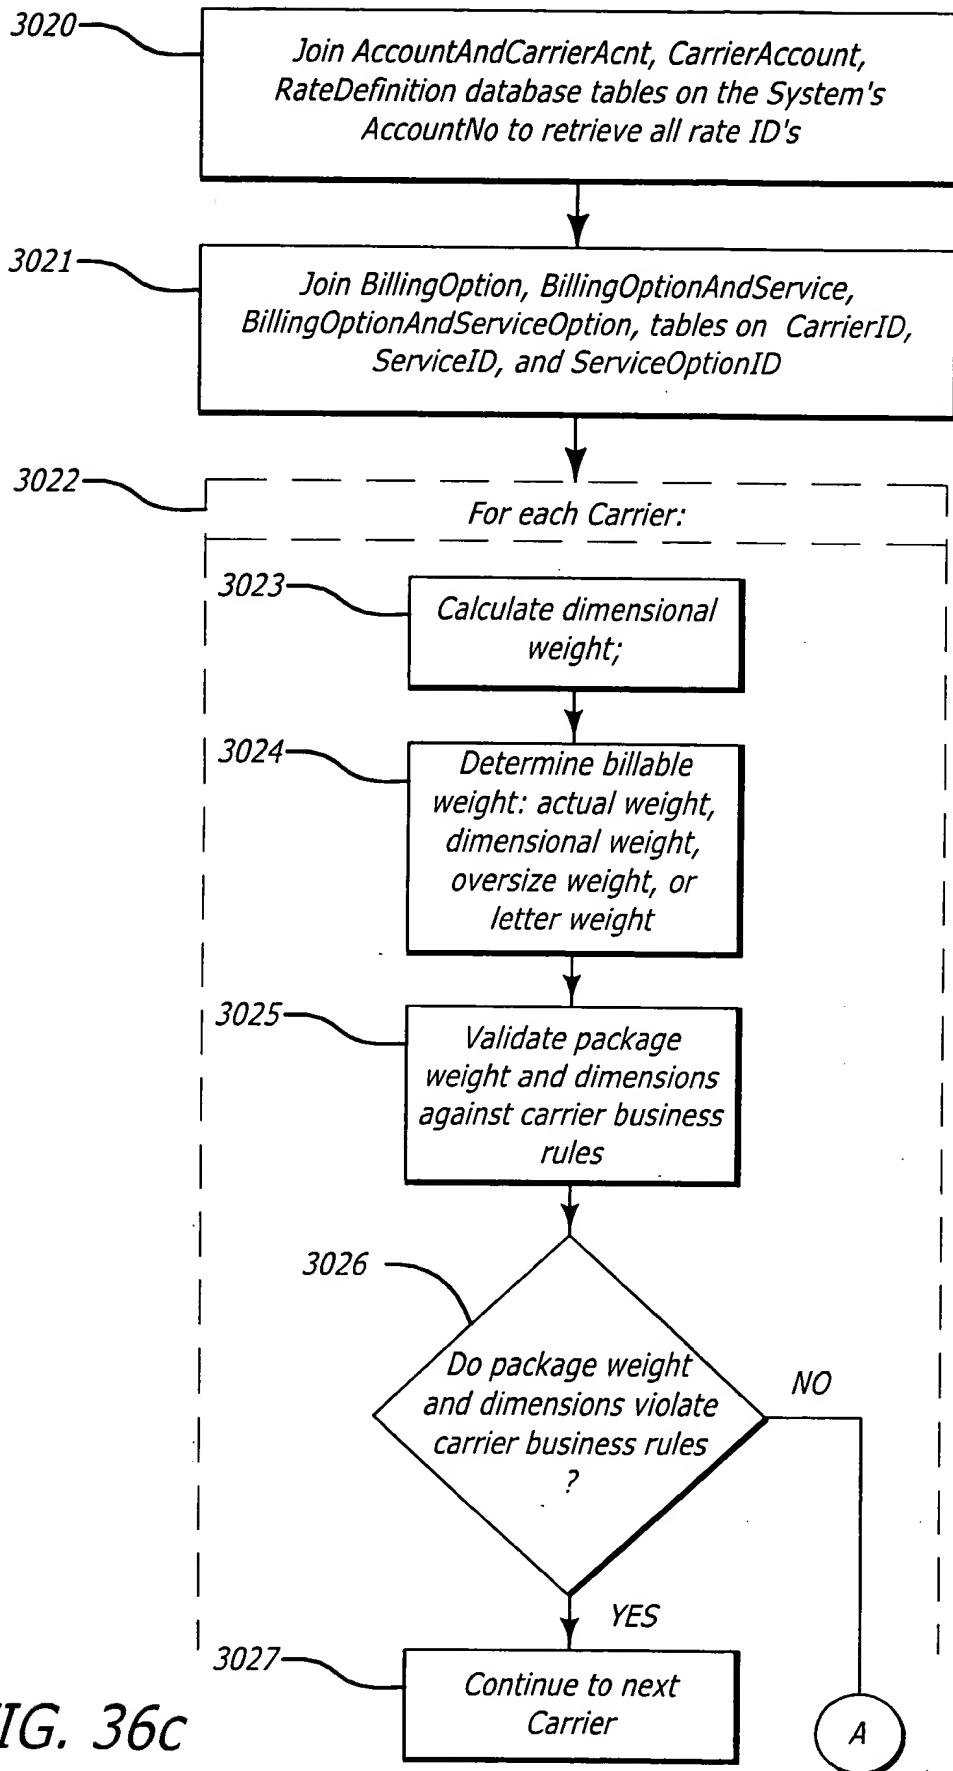 3020
Join AccountAndCarrierAcnt, CarrierAccount,
RateDefinition database tables on the System's
AccountNo to retrieve all rate ID's
3021
Join BillingOption, BillingOptionAndService,
BillingOptionAndServiceOption, tables on CarrierID,
ServiceID, and ServiceOptionID
3022
For each Carrier:
3023
Calculate dimensional
weight;
3024
Determine billable
weight: actual weight,
dimensional weight,
oversize weight, or
letter weight
3025
Validate package
weight and dimensions
against carrier business
rules
3026
Do package weight
and dimensions violate
carrier business rules
?
NO
YES
3027
Continue to next
Carrier
A
IG. 36c